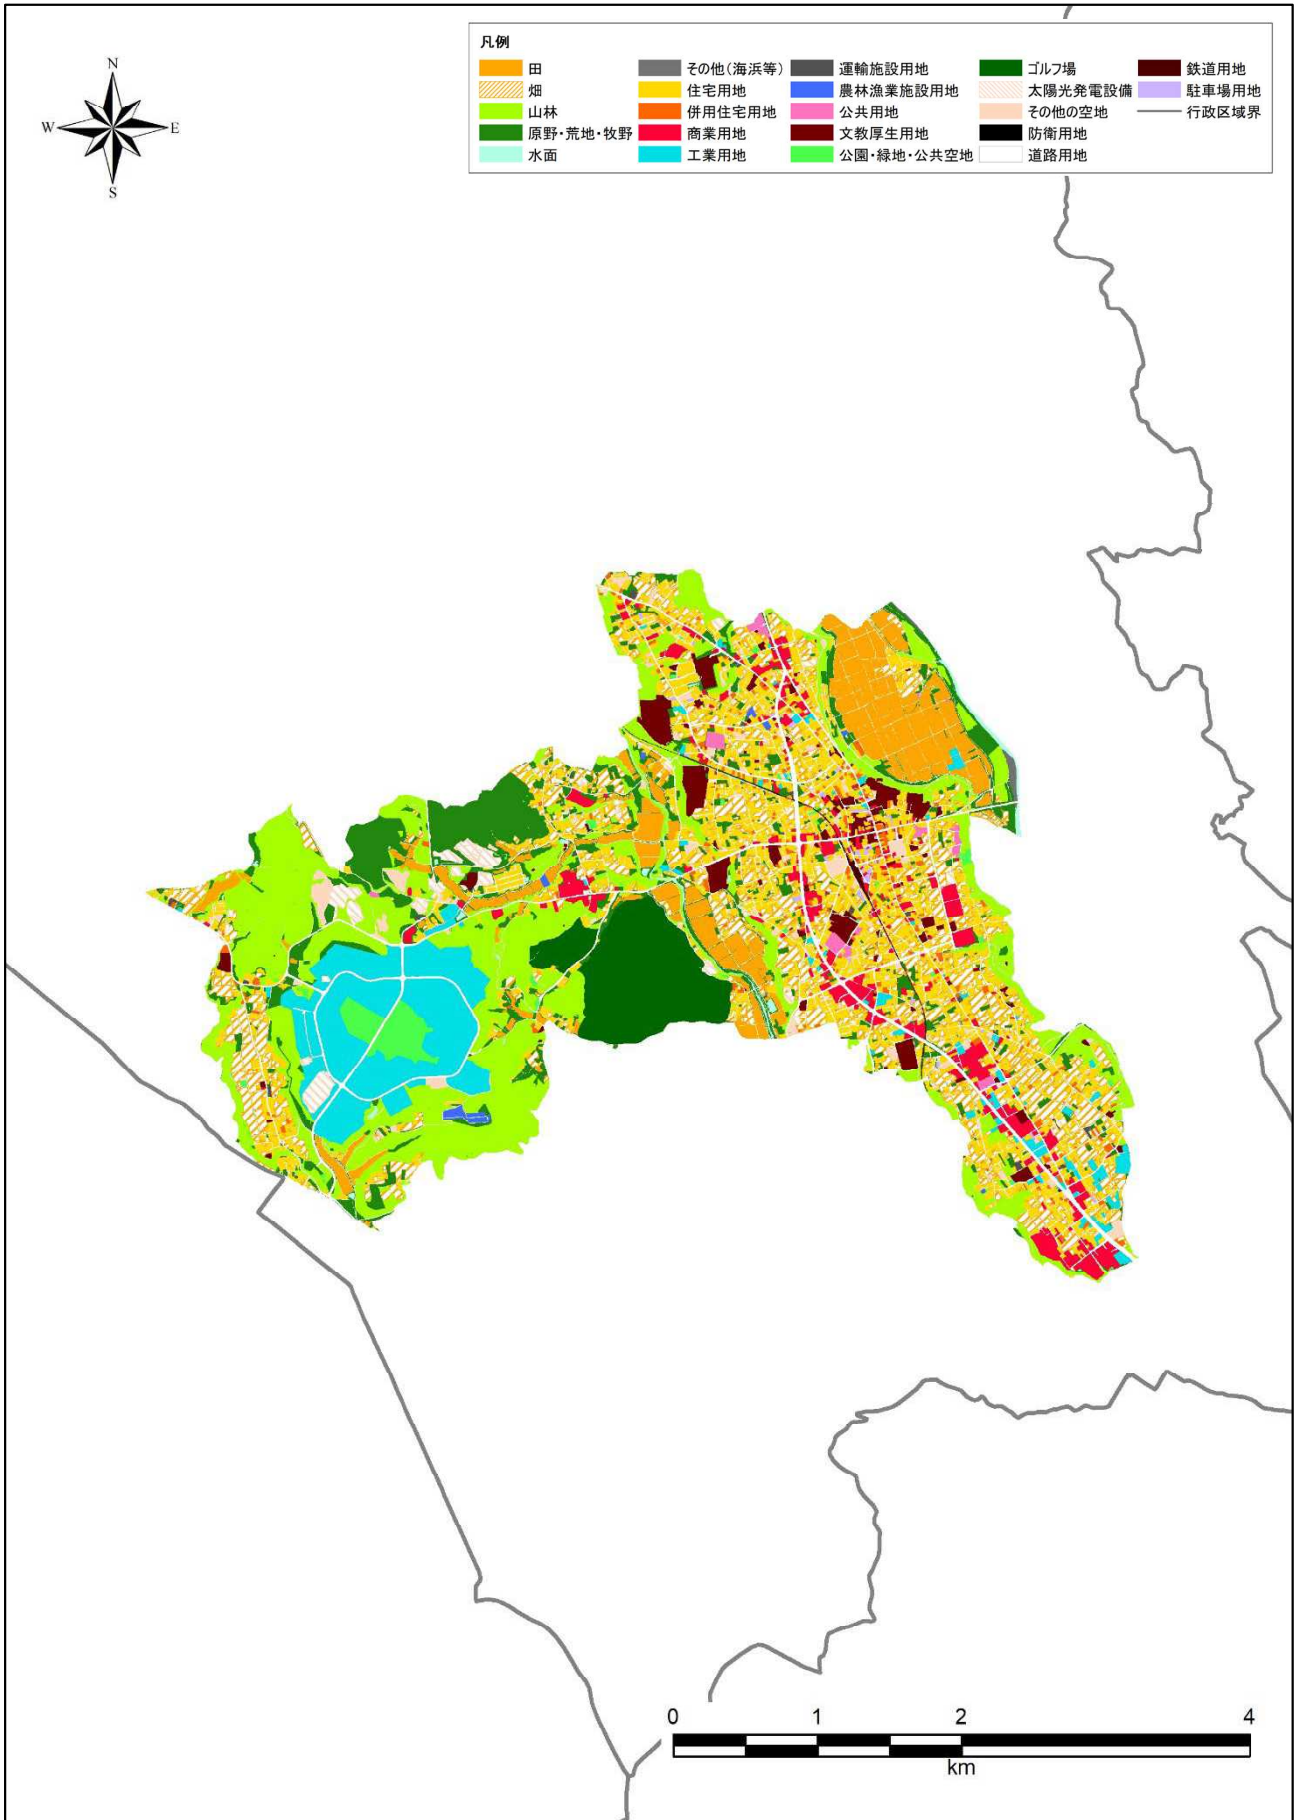 凡例
田
畑
山林
原野・荒地・牧野
水面
その他(海浜等)
住宅用地
併用住宅用地
商業用地
工業用地
運輸施設用地
農林漁業施設用地
公共用地
文教厚生用地
公園・緑地・公共空地
ゴルフ場
太陽光発電設備
その他の空地
防衛用地
道路用地
鉄道用地
駐車場用地
行政区域界
N
W E
S
0 1 2 4
km